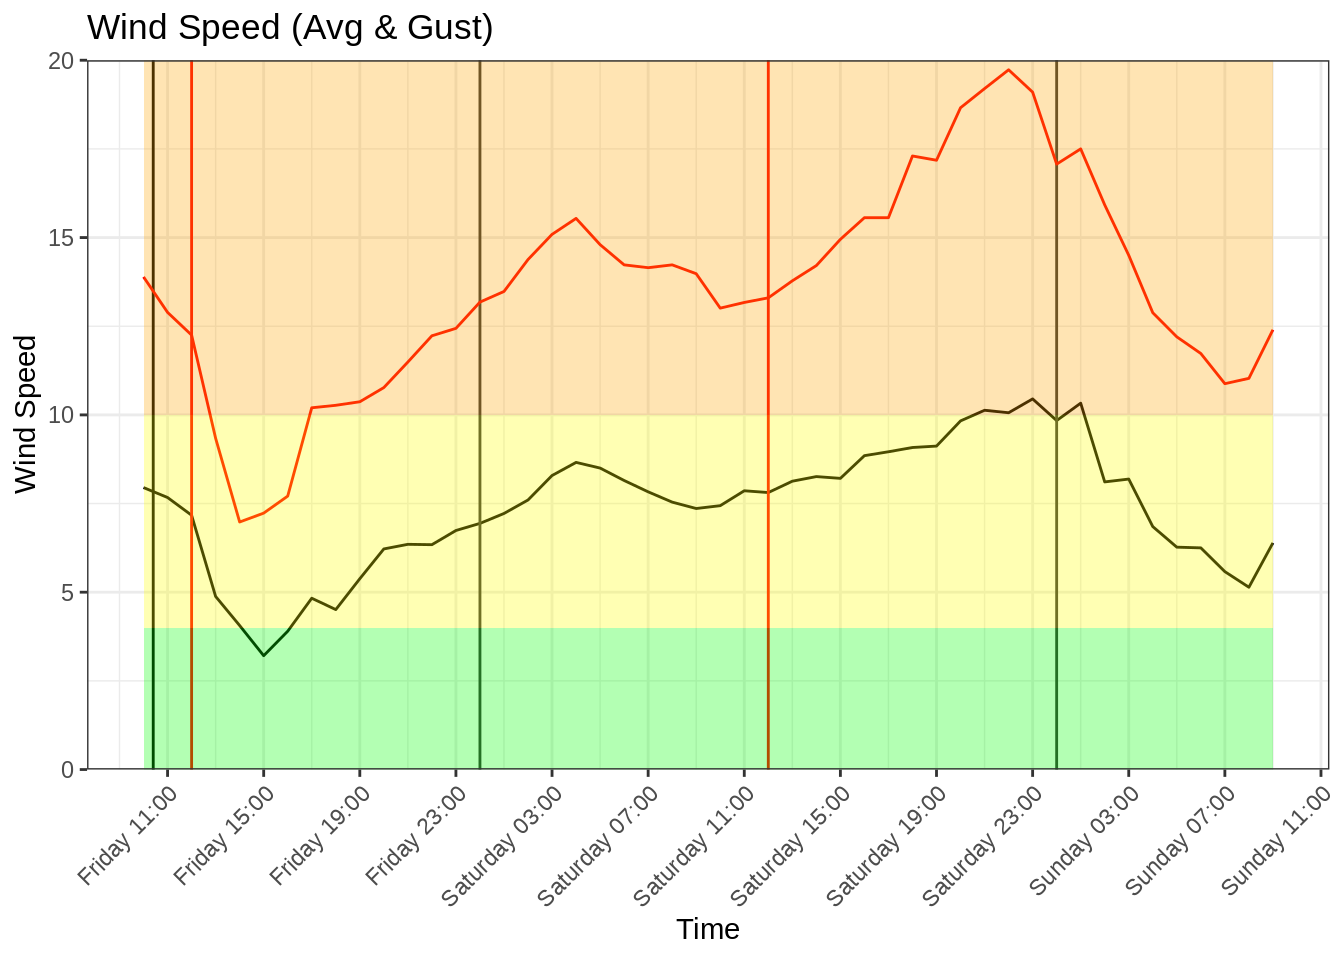 Wind Speed (Avg & Gust)
20
15
10
5
0
Wind Speed
Friday 11:00
Friday 15:00
Friday 19:00
Friday 23:00
Saturday 03:00
Saturday 07:00
Saturday 11:00
Saturday 15:00
Saturday 19:00
Saturday 23:00
Sunday 03:00
Sunday 07:00
Sunday 11:00
Time